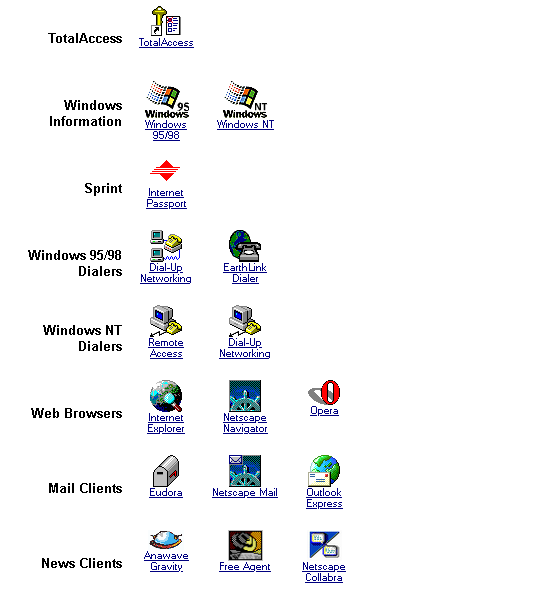 TotalAccess
TotalAccess
Windows
Information
95
Windows
Windows
95/98
NT
Windows
Windows NT
Sprint
Internet
Passport
Windows 95/98
Dialers
Dial-Up
Networking
EarthLink
Dialer
Windows NT
Dialers
Remote
Access
Dial-Up
Networking
Web Browsers
Internet
Explorer
Netscape
Navigator
Opera
Mail Clients
Eudora
Netscape Mail
Outlook
Express
News Clients
Anawave
Gravity
Free Agent
Netscape
Collabra